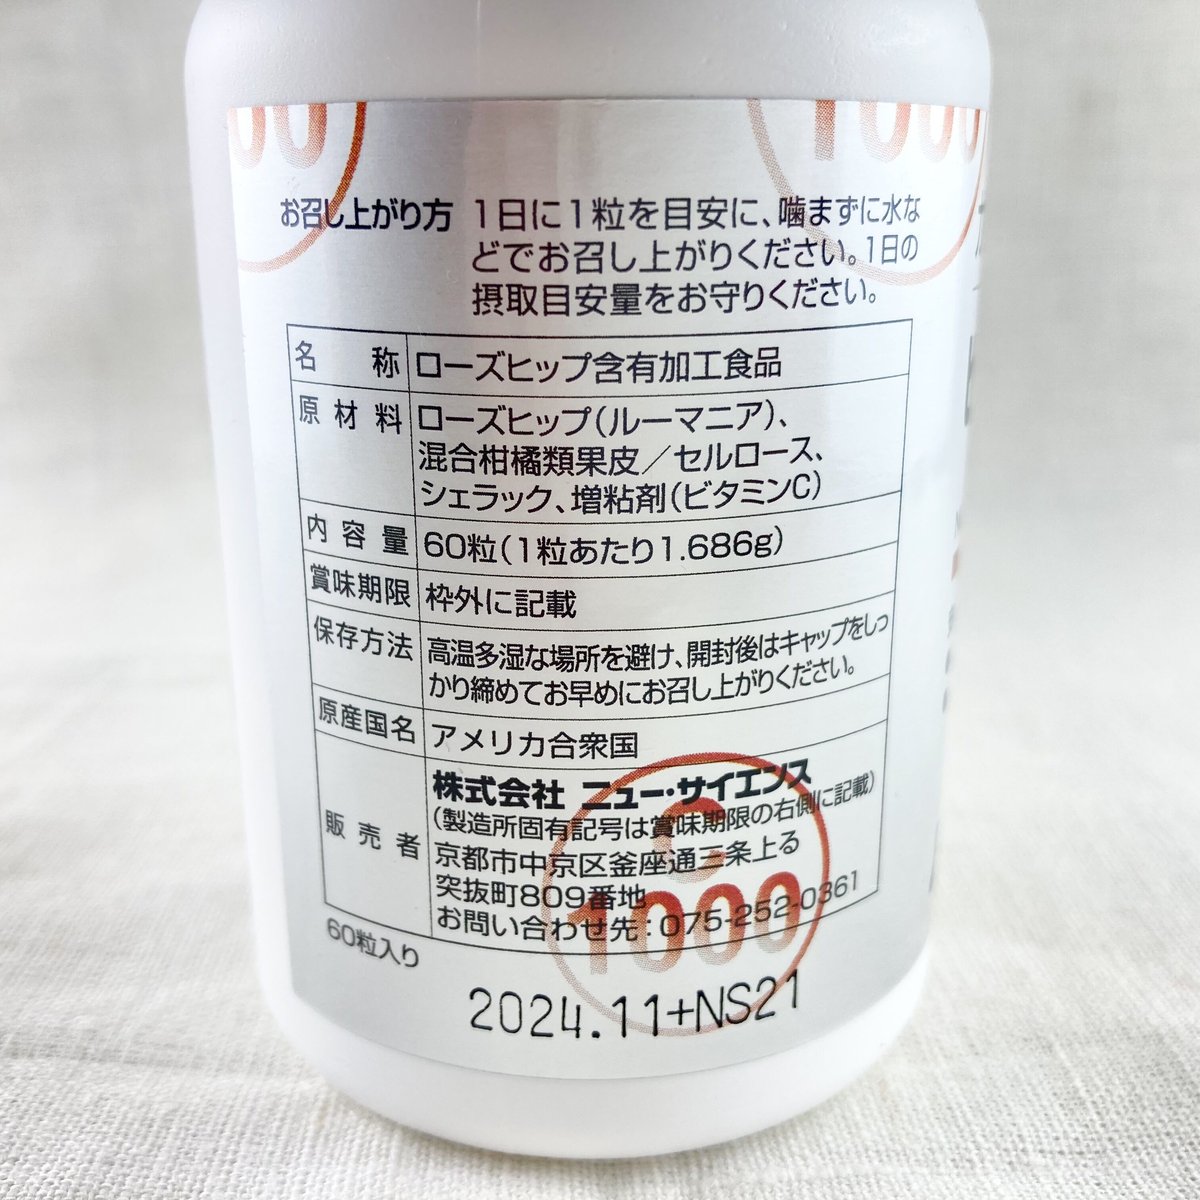 00
1000
お召し上がり方 1日に1粒を目安に、噛まずに水な
どでお召し上がりください。1日の
摂取目安量をお守りください。
名称 ローズヒップ含有加工食品
原材料 ローズヒップ(ルーマニア)、
混合柑橘類果皮/セルロース、
シェラック、増粘剤(ビタミンC)
内容量 60粒(1粒あたり1.686g)
賞味期限 枠外に記載
保存方法 高温多湿な場所を避け、開封後はキャップをしっ
かり締めてお早めにお召し上がりください。
原産国名 アメリカ合衆国
販売者 株式会社 ニュー・サイエンス
(製造所固有記号は賞味期限の右側に記載)
京都市中京区釜座通三条上る
突抜町809番地
お問い合わせ先:075-252-0361
C
1000
60粒入り
2024.11+NS21